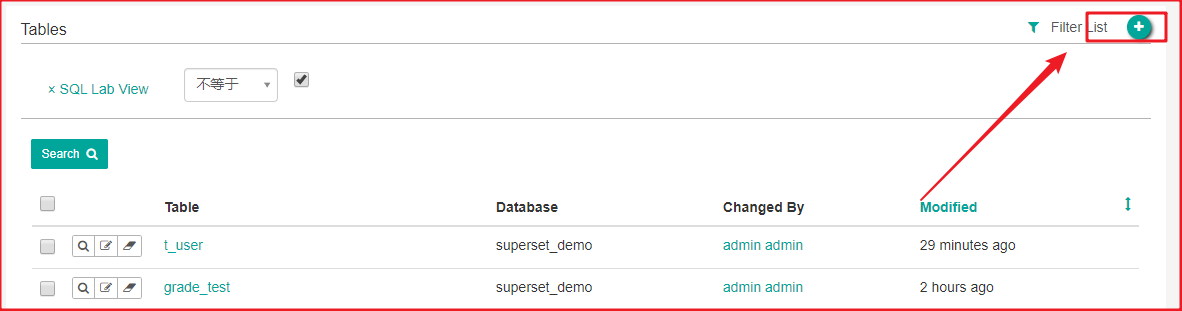 Tables Filter List
× SQL Lab View 不等于
Search
Table Database Changed By Modified
t_user superset_demo admin admin 29 minutes ago
grade_test superset_demo admin admin 2 hours ago